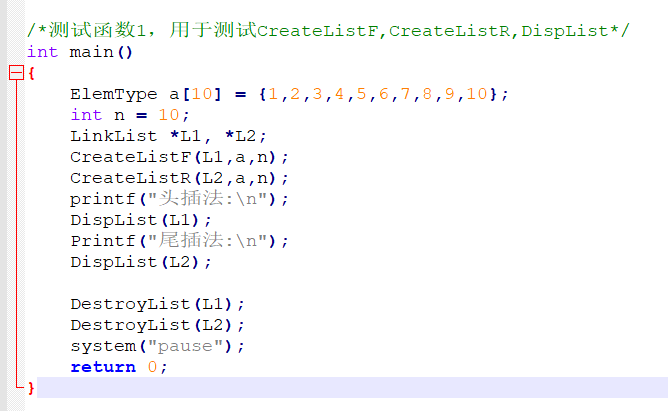 /*测试函数1，用于测试CreateListF,CreateListR,DispList*/
int main()
{
    ElemType a[10] = {1,2,3,4,5,6,7,8,9,10};
    int n = 10;
    LinkList *L1, *L2;
    CreateListF(L1,a,n);
    CreateListR(L2,a,n);
    printf("头插法:\n");
    DispList(L1);
    Printf("尾插法:\n");
    DispList(L2);

    DestroyList(L1);
    DestroyList(L2);
    system("pause");
    return 0;
}